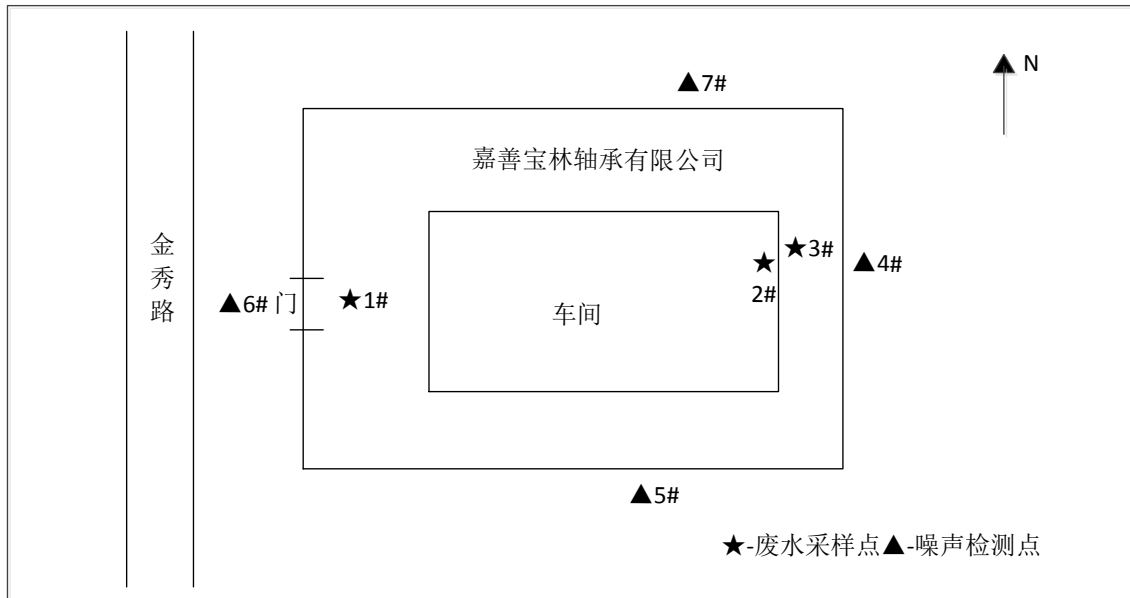 ▲7#
N
嘉善宝林轴承有限公司
金秀路
★3#
▲4#
2#
▲6# 门
★1#
车间
▲5#
★-废水采样点▲-噪声检测点